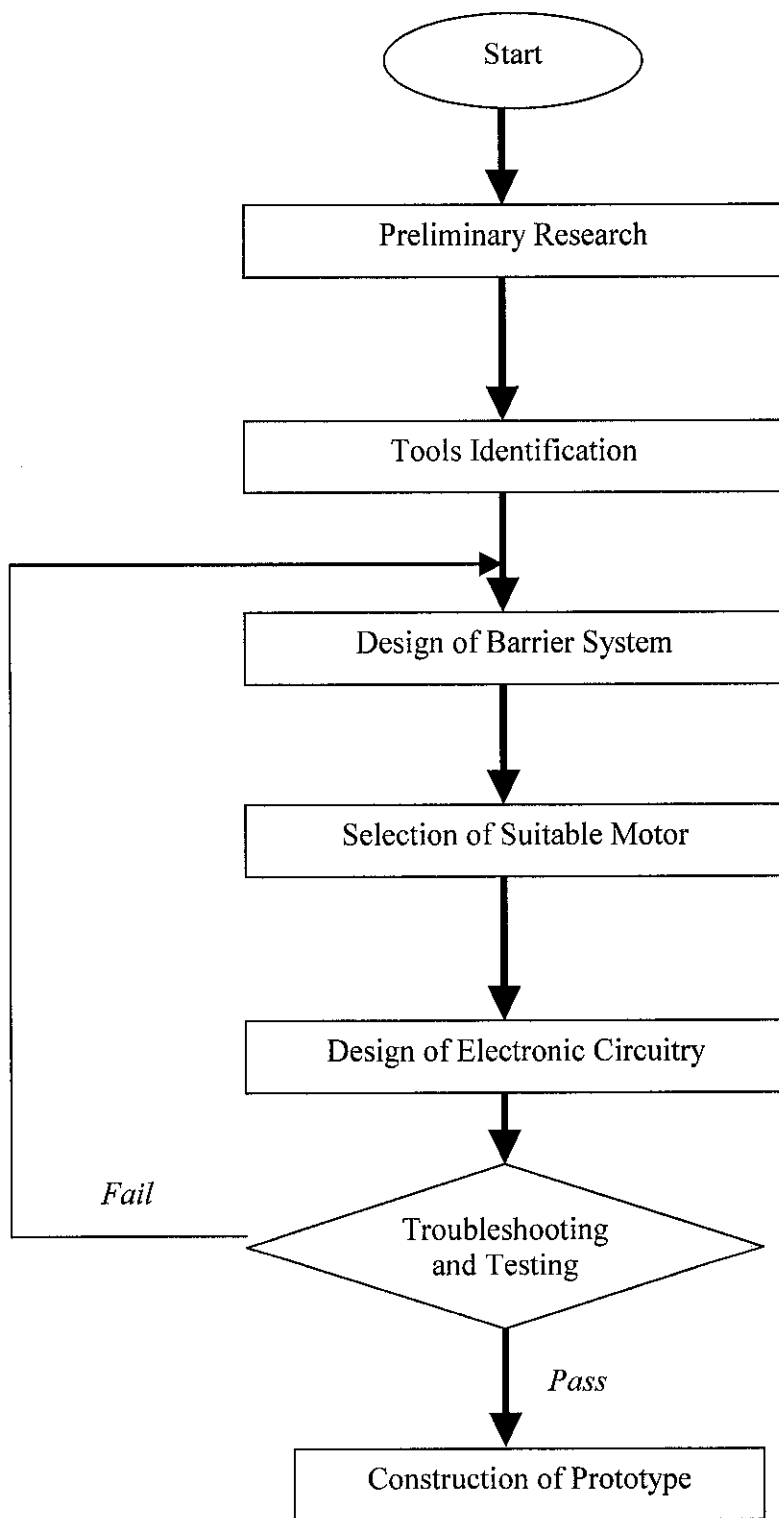 Start
Preliminary Research
Tools Identification
Design of Barrier System
Selection of Suitable Motor
Design of Electronic Circuitry
Fail
Troubleshooting
and Testing
Pass
Construction of Prototype